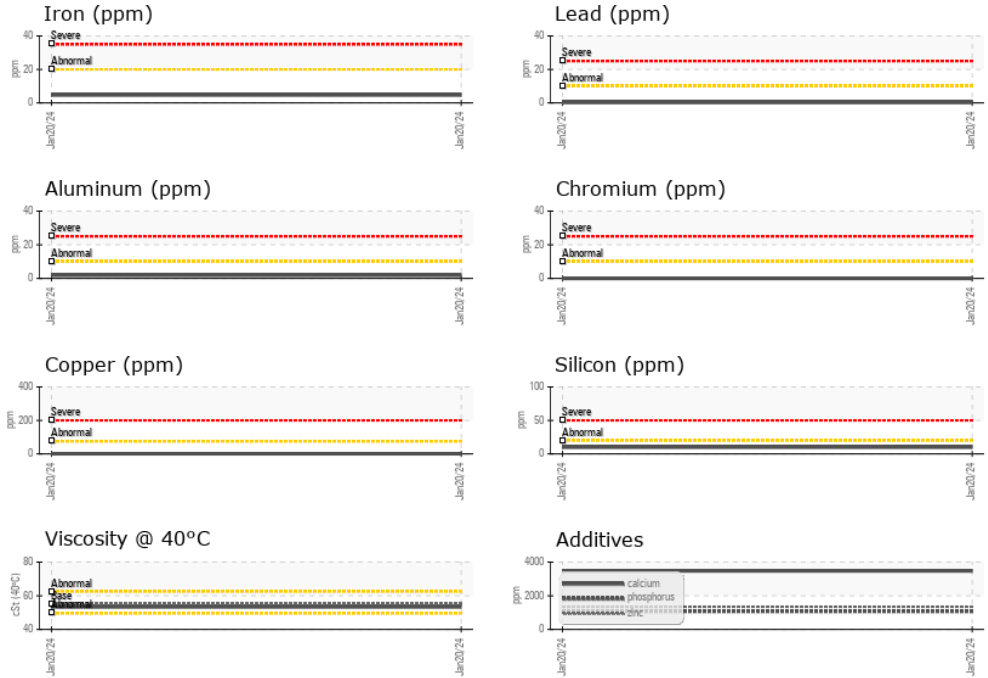 Iron (ppm)
40
20
0
ppm
Severe
Abnormal
Jan20/24
Jan20/24
Lead (ppm)
40
20
0
ppm
Severe
Abnormal
Jan20/24
Jan20/24
Aluminum (ppm)
40
20
0
ppm
Severe
Abnormal
Jan20/24
Jan20/24
Chromium (ppm)
40
20
0
ppm
Severe
Abnormal
Jan20/24
Jan20/24
Copper (ppm)
400
200
0
ppm
Severe
Abnormal
Jan20/24
Jan20/24
Silicon (ppm)
100
50
0
ppm
Severe
Abnormal
Jan20/24
Jan20/24
Viscosity @ 40°C
80
60
40
cSt (40°C)
Abnormal
Base
Abnormal
Jan20/24
Jan20/24
Additives
4000
2000
0
ppm
calcium
phosphorus
zinc
Jan20/24
Jan20/24